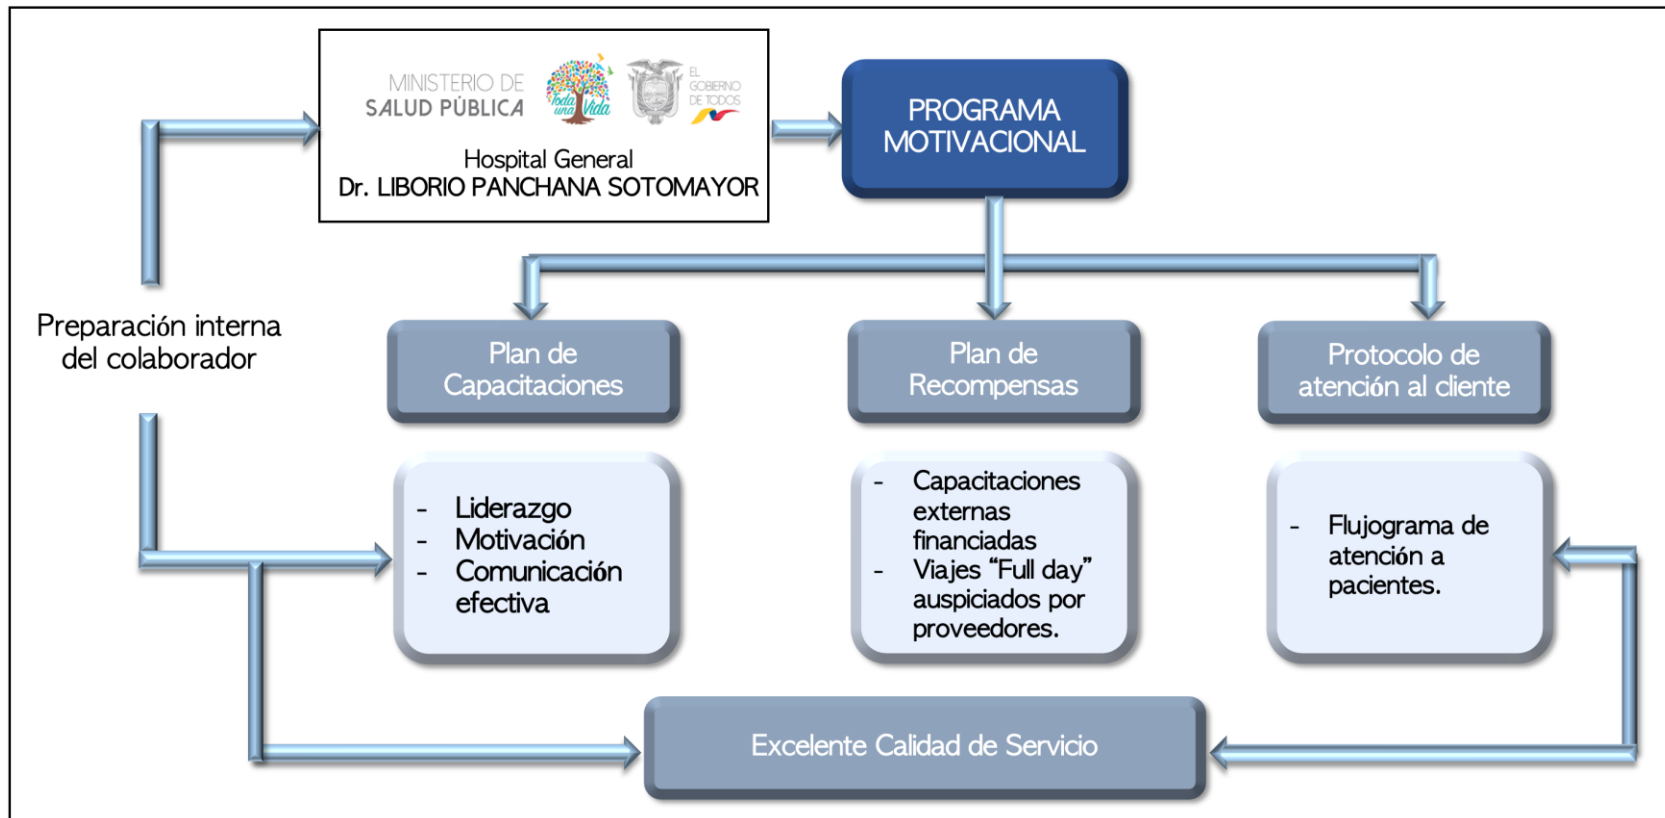 MINISTERIO DE
SALUD PÚBLICA
Toda
una Vida
EL
GOBIERNO
DE TODOS
Hospital General
Dr. LIBORIO PANCHANA SOTOMAYOR
PROGRAMA
MOTIVACIONAL
Preparación interna
del colaborador
Plan de
Capacitaciones
Plan de
Recompensas
Protocolo de
atención al cliente
- Liderazgo
- Motivación
- Comunicación
efectiva
- Capacitaciones
externas
financiadas
- Viajes “Full day”
auspiciados por
proveedores.
- Flujograma de
atención a
pacientes.
Excelente Calidad de Servicio